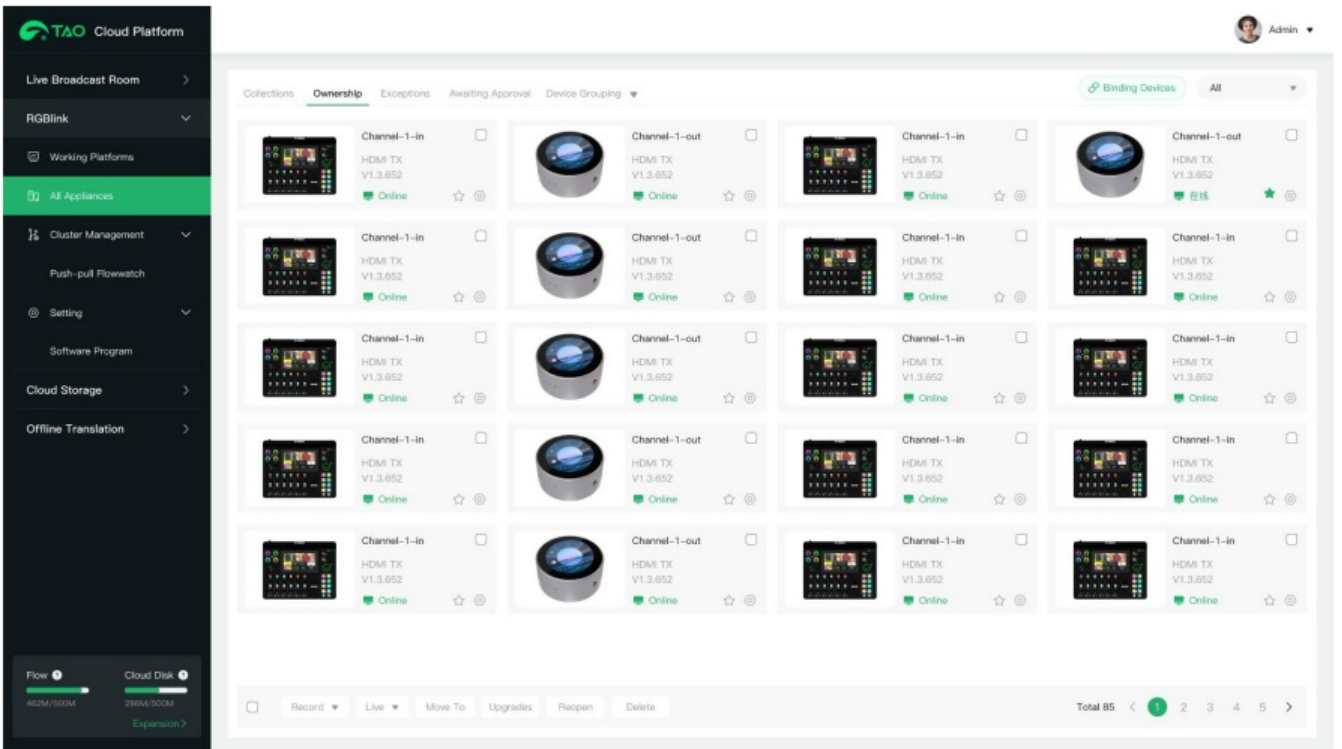 TAO Cloud Platform
Admin
Live Broadcast Room
RGBlink
Working Platforms
All Appliances
Cluster Management
Push-pull Flowwatch
Setting
Software Program
Cloud Storage
Offline Translation
Flow Cloud Disk
462M/500M 286M/500M
Expansion
Collections Ownership Exceptions Awaiting Approval Device Grouping Binding Devices All
Channel-1-in Channel-1-out Channel-1-in Channel-1-out
HDMI TX HDMI TX HDMI TX HDMI TX
V1.3.652 V1.3.652 V1.3.652 V1.3.652
Online Online Online 在线
Channel-1-in Channel-1-out Channel-1-in Channel-1-in
HDMI TX HDMI TX HDMI TX HDMI TX
V1.3.652 V1.3.652 V1.3.652 V1.3.652
Online Online Online Online
Channel-1-in Channel-1-out Channel-1-in Channel-1-in
HDMI TX HDMI TX HDMI TX HDMI TX
V1.3.652 V1.3.652 V1.3.652 V1.3.652
Online Online Online Online
Channel-1-in Channel-1-out Channel-1-in Channel-1-in
HDMI TX HDMI TX HDMI TX HDMI TX
V1.3.652 V1.3.652 V1.3.652 V1.3.652
Online Online Online Online
Channel-1-in Channel-1-out Channel-1-in Channel-1-in
HDMI TX HDMI TX HDMI TX HDMI TX
V1.3.652 V1.3.652 V1.3.652 V1.3.652
Online Online Online Online
Record Live Move To Upgrades Reopen Delete Total 85 1 2 3 4 5